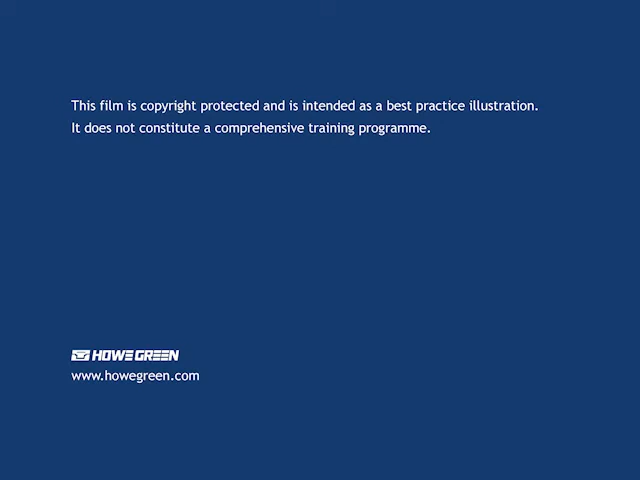 This film is copyright protected and is intended as a best practice illustration.
It does not constitute a comprehensive training programme.
HOWE GREEN
www.howegreen.com